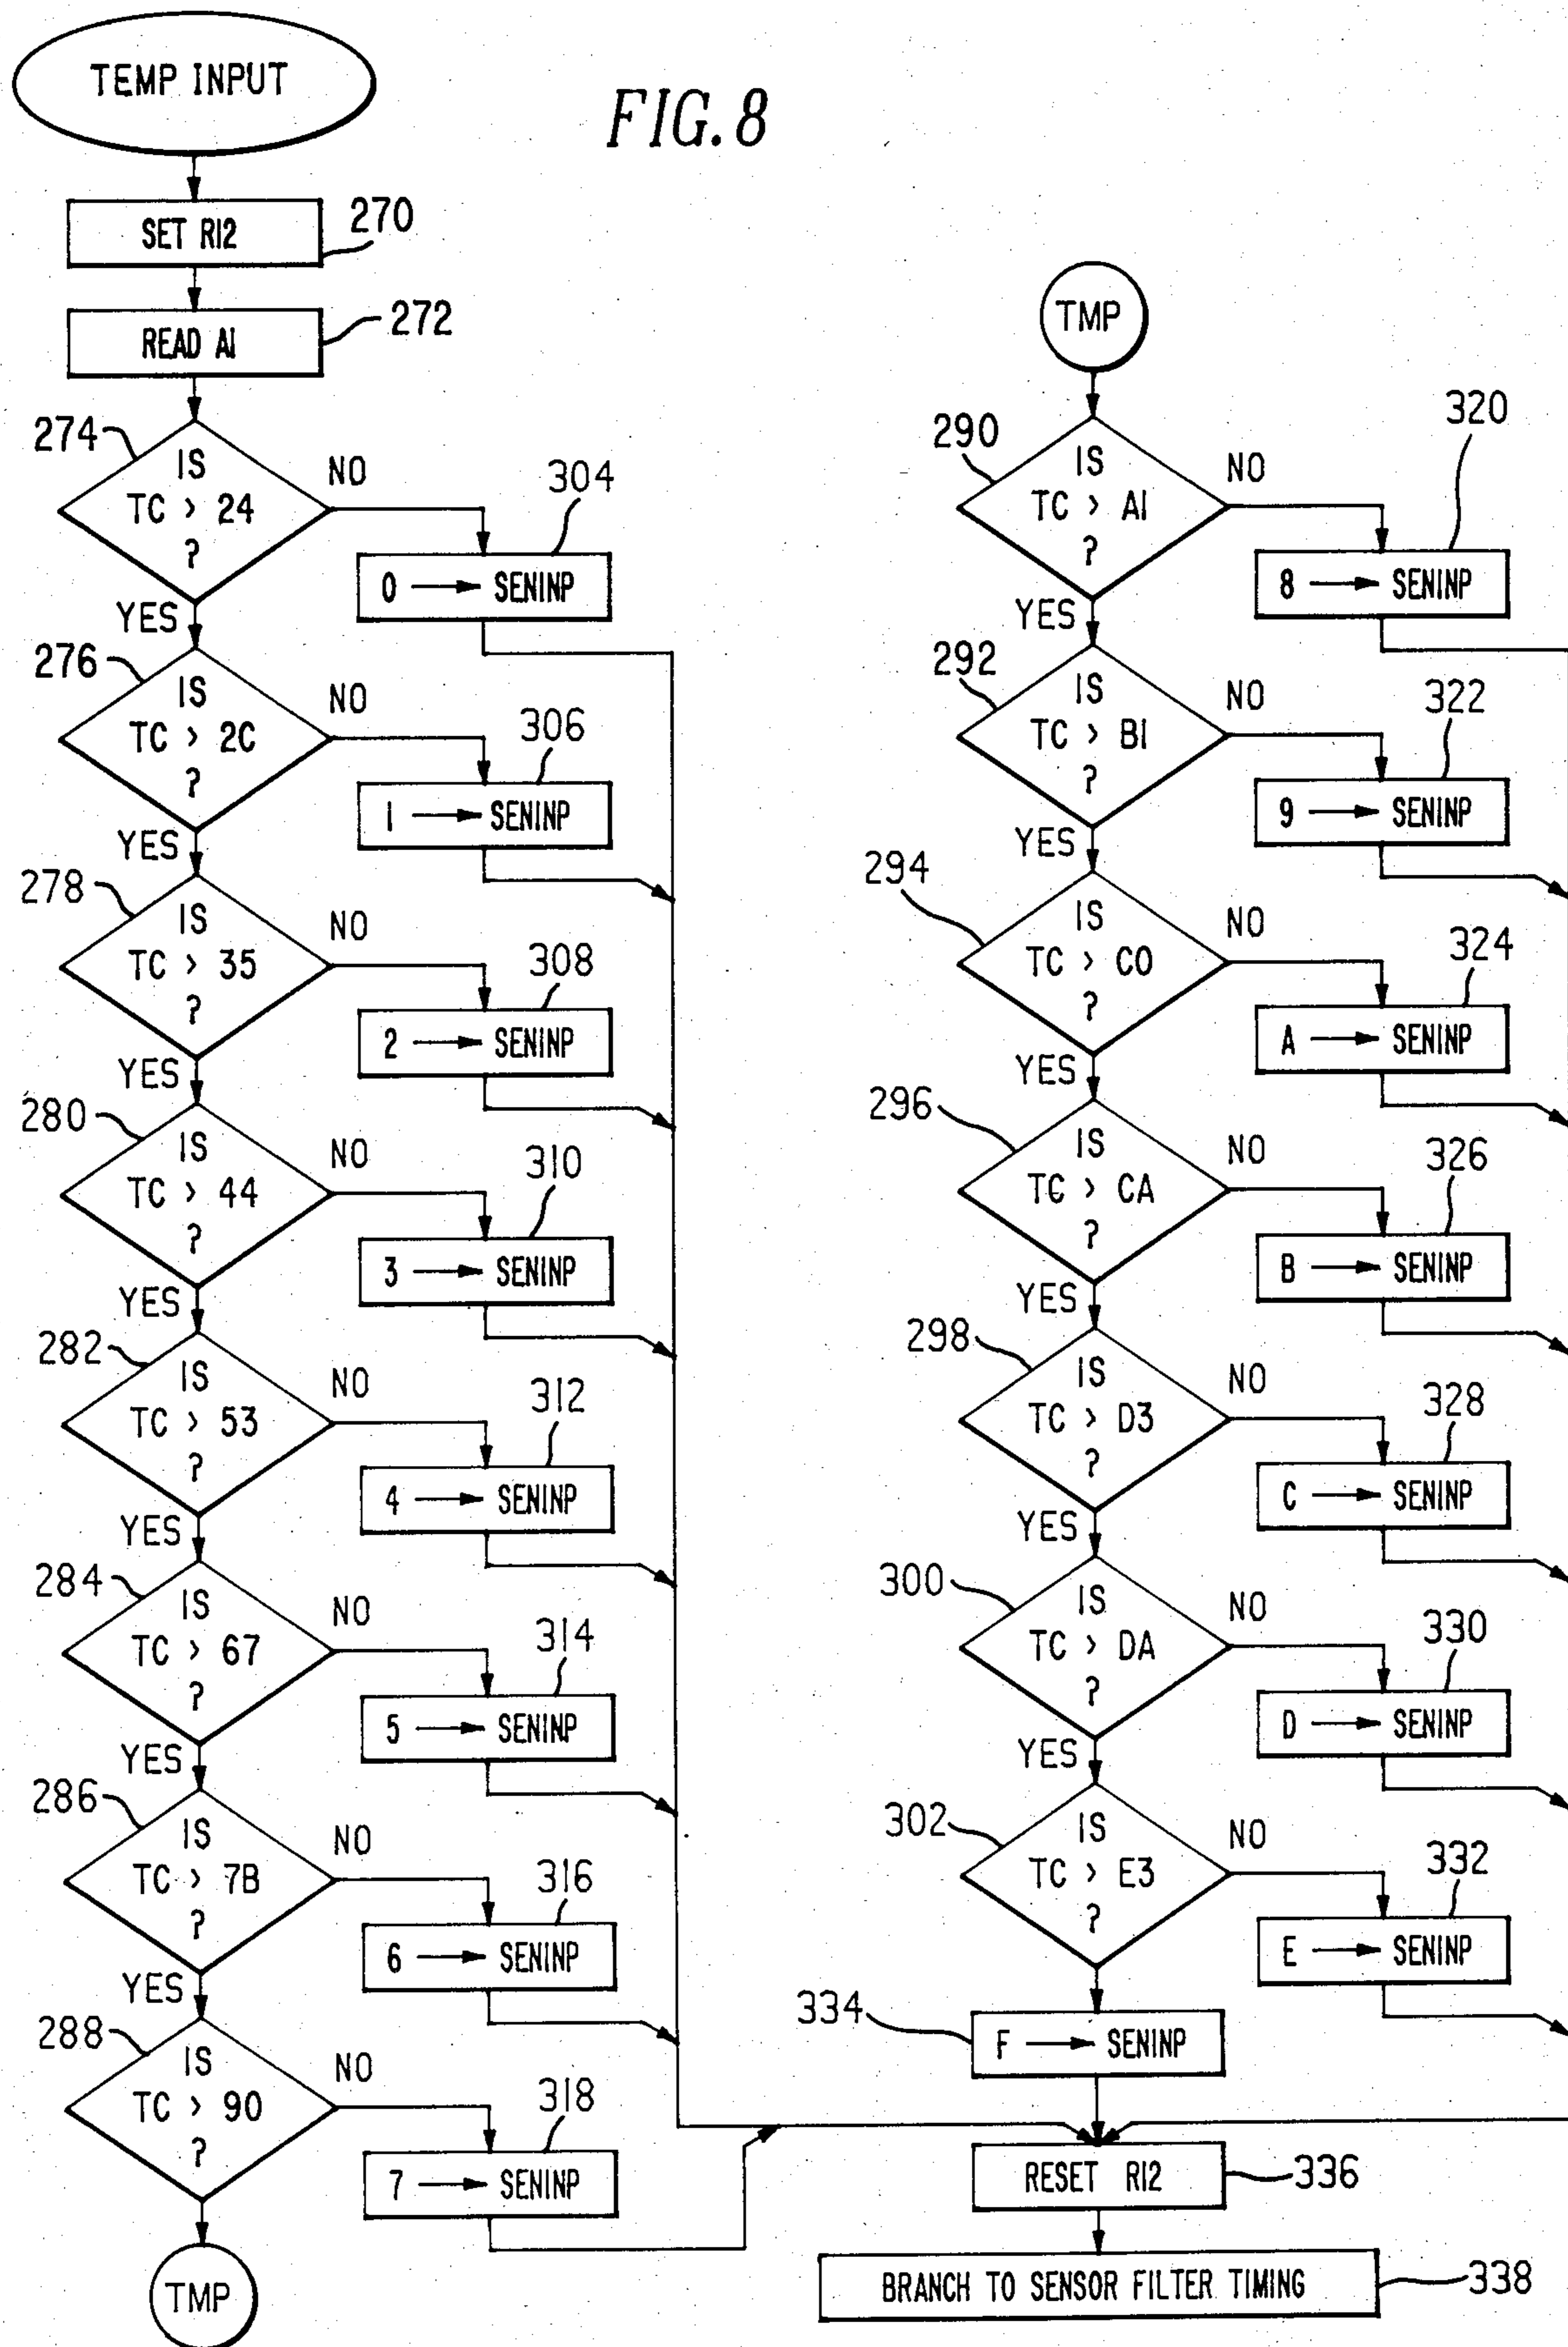 FIG. 8
TEMP INPUT
SET R12
270
READ A1
272
274
IS
TC > 24
?
NO
YES
304
0 → SENINP
276
IS
TC > 2C
?
NO
YES
306
1 → SENINP
278
IS
TC > 35
?
NO
YES
308
2 → SENINP
280
IS
TC > 44
?
NO
YES
310
3 → SENINP
282
IS
TC > 53
?
NO
YES
312
4 → SENINP
284
IS
TC > 67
?
NO
YES
314
5 → SENINP
286
IS
TC > 7B
?
NO
YES
316
6 → SENINP
288
IS
TC > 90
?
NO
318
7 → SENINP
TMP
TMP
290
IS
TC > A1
?
NO
YES
320
8 → SENINP
292
IS
TC > B1
?
NO
YES
322
9 → SENINP
294
IS
TC > C0
?
NO
YES
324
A → SENINP
296
IS
TC > CA
?
NO
YES
326
B → SENINP
298
IS
TC > D3
?
NO
YES
328
C → SENINP
300
IS
TC > DA
?
NO
YES
330
D → SENINP
302
IS
TC > E3
?
NO
332
E → SENINP
334
F → SENINP
RESET R12
336
BRANCH TO SENSOR FILTER TIMING
338